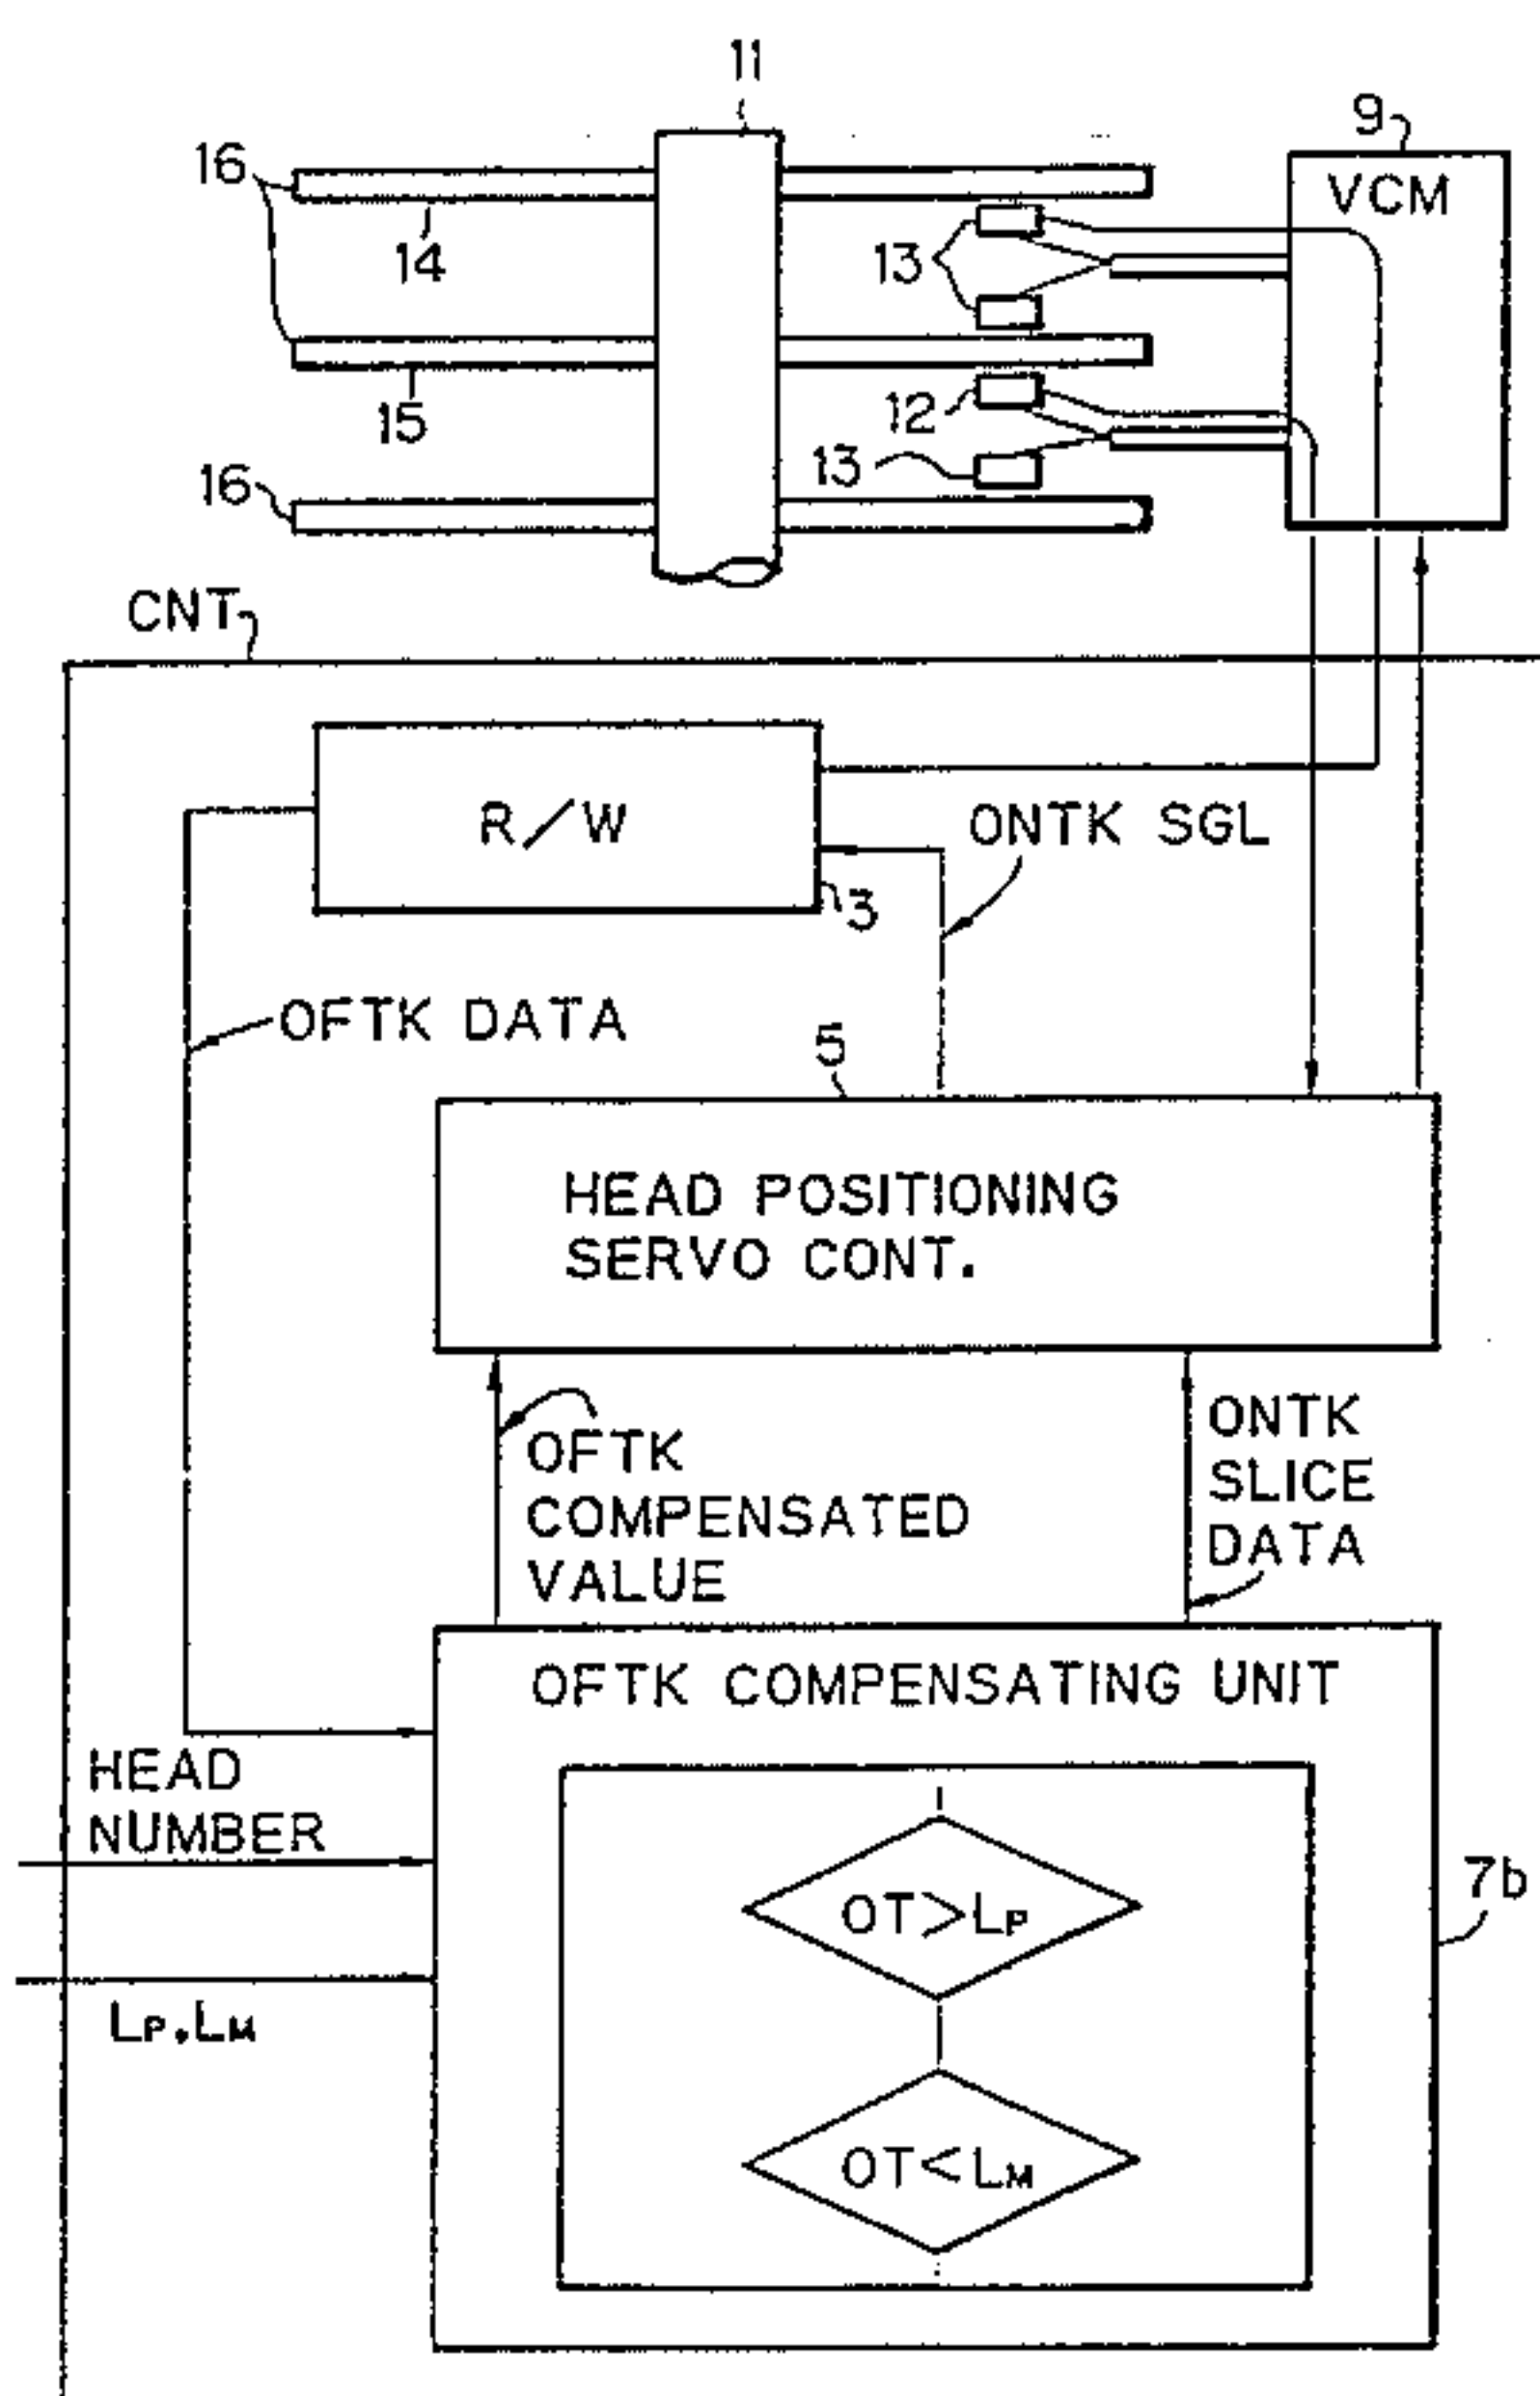 11
9
16
VCM
14
13
15
12
13
16
CNT
R/W
ONTK SGL
3
OFTK DATA
5
HEAD POSITIONING
SERVO CONT.
OFTK
COMPENSATED
VALUE
ONTK
SLICE
DATA
OFTK COMPENSATING UNIT
HEAD
NUMBER
7b
OT>LP
LP,LM
OT<LM